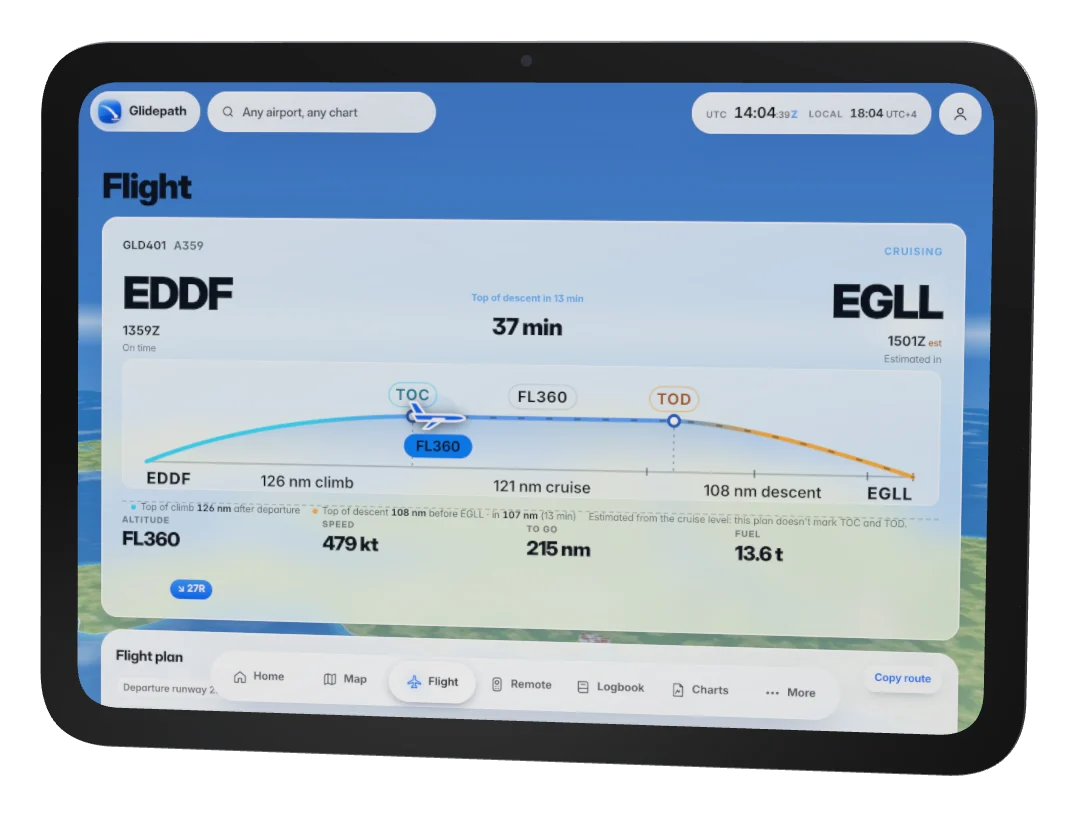 Glidepath
Any airport, any chart
UTC 14:04:39Z LOCAL 18:04 UTC+4
Flight
GLD401 A359
CRUISING
EDDF
Top of descent in 13 min
EGLL
37 min
1359Z
1501Z est
On time
Estimated in
TOC
FL360
TOD
FL360
EDDF
126 nm climb
121 nm cruise
108 nm descent
EGLL
Top of climb 126 nm after departure Top of descent 108 nm before EGLL · in 107 nm (13 min) Estimated from the cruise level: this plan doesn't mark TOC and TOD.
ALTITUDE
FL360
SPEED
479 kt
TO GO
215 nm
FUEL
13.6 t
27R
Flight plan
Copy route
Departure runway
Home
Map
Flight
Remote
Logbook
Charts
More